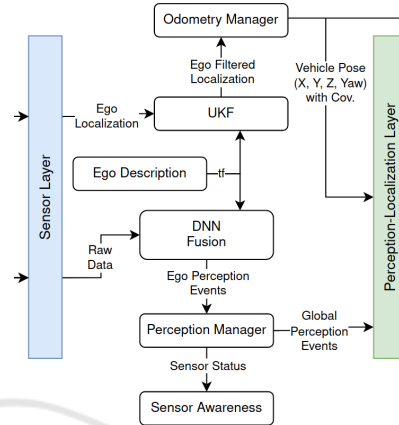 Odometry Manager
Ego Filtered
Localization
Vehicle Pose
(X, Y, Z, Yaw)
with Cov.
Ego
Localization
UKF
Sensor Layer
Perception-Localization Layer
Ego Description
tf
DNN
Fusion
Raw
Data
Ego Perception
Events
Perception Manager
Global
Perception
Events
Sensor Status
Sensor Awareness